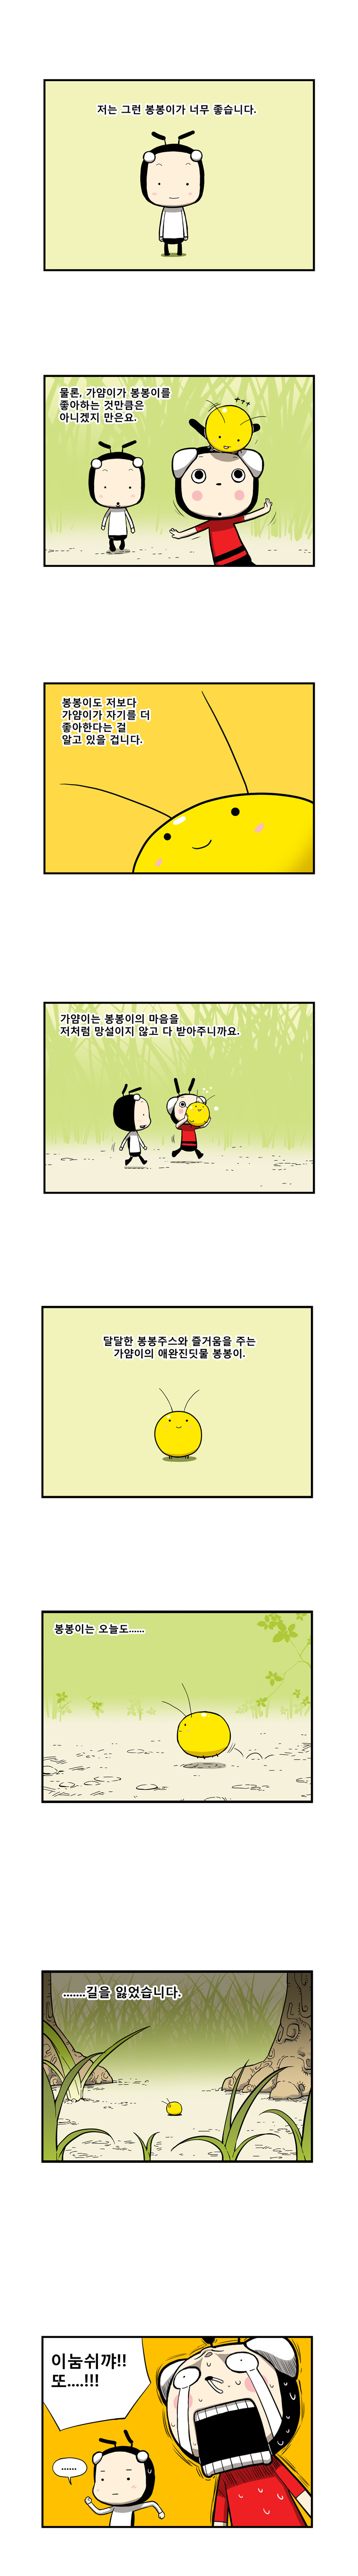 저는 그런 봉봉이가 너무 좋습니다.
물론, 가얌이가 봉봉이를
좋아하는 것만큼은
아니겠지 만은요.
봉봉이도 저보다
가얌이가 자기를 더
좋아한다는 걸
알고 있을 겁니다.
가얌이는 봉봉이의 마음을
저처럼 망설이지 않고 다 받아주니까요.
달달한 봉봉주스와 즐거움을 주는
가얌이의 애완진딧물 봉봉이.
봉봉이는 오늘도......
.......길을 잃었습니다.
이눔쉬꺄!!
또....!!!
......